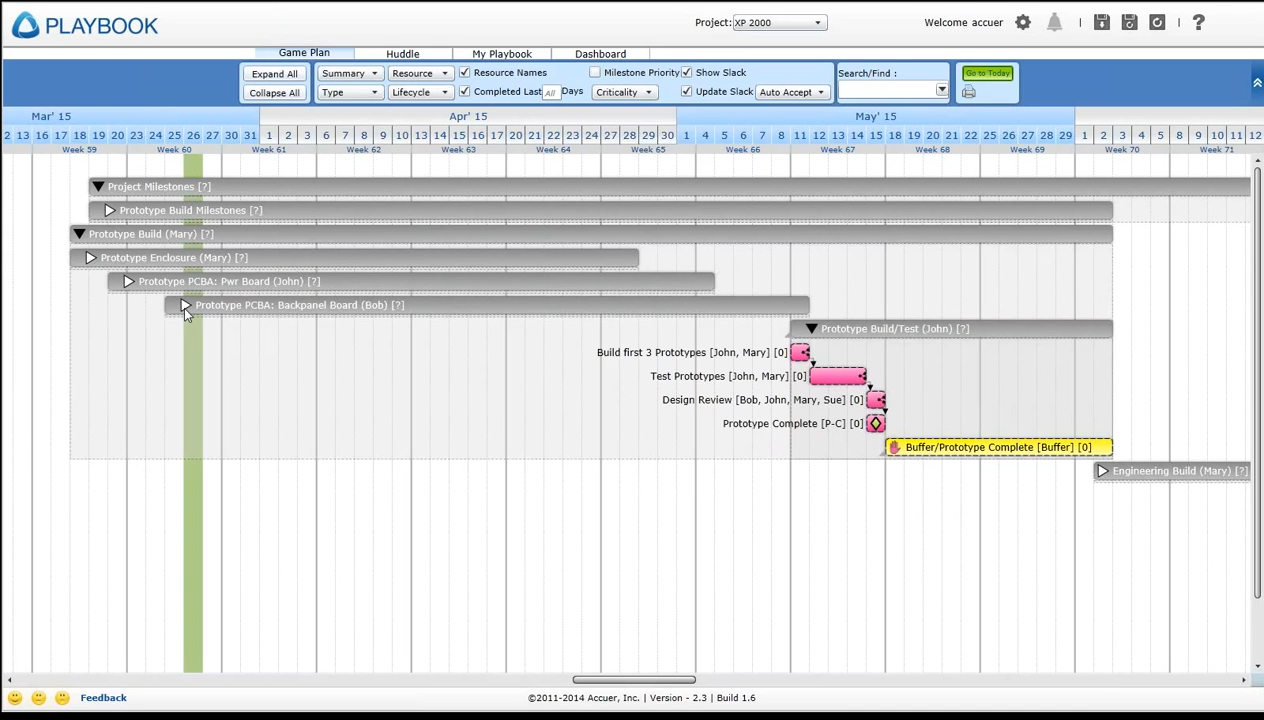 PLAYBOOK
Project: XP 2000
Welcome accuer
?
Game Plan Huddle My Playbook Dashboard
Expand All Summary Resource Resource Names Milestone Priority Show Slack Search/Find : Go to Today
Collapse All Type Lifecycle Completed Last All Days Criticality Update Slack Auto Accept
Mar' 15 Apr' 15 May' 15
2 13 16 17 18 19 20 23 24 25 26 27 30 31 1 2 3 6 7 8 9 10 13 14 15 16 17 20 21 22 23 24 27 28 29 30 1 4 5 6 7 8 11 12 13 14 15 18 19 20 21 22 25 26 27 28 29 1 2 3 4 5 8 9 10 11 12
Week 59 Week 60 Week 61 Week 62 Week 63 Week 64 Week 65 Week 66 Week 67 Week 68 Week 69 Week 70 Week 71
Project Milestones [?]
Prototype Build Milestones [?]
Prototype Build (Mary) [?]
Prototype Enclosure (Mary) [?]
Prototype PCBA: Pwr Board (John) [?]
Prototype PCBA: Backpanel Board (Bob) [?]
Prototype Build/Test (John) [?]
Build first 3 Prototypes [John, Mary] [0]
Test Prototypes [John, Mary] [0]
Design Review [Bob, John, Mary, Sue] [0]
Prototype Complete [P-C] [0]
Buffer/Prototype Complete [Buffer] [0]
Engineering Build (Mary) [?]
Feedback
©2011-2014 Accuer, Inc. | Version - 2.3 | Build 1.6